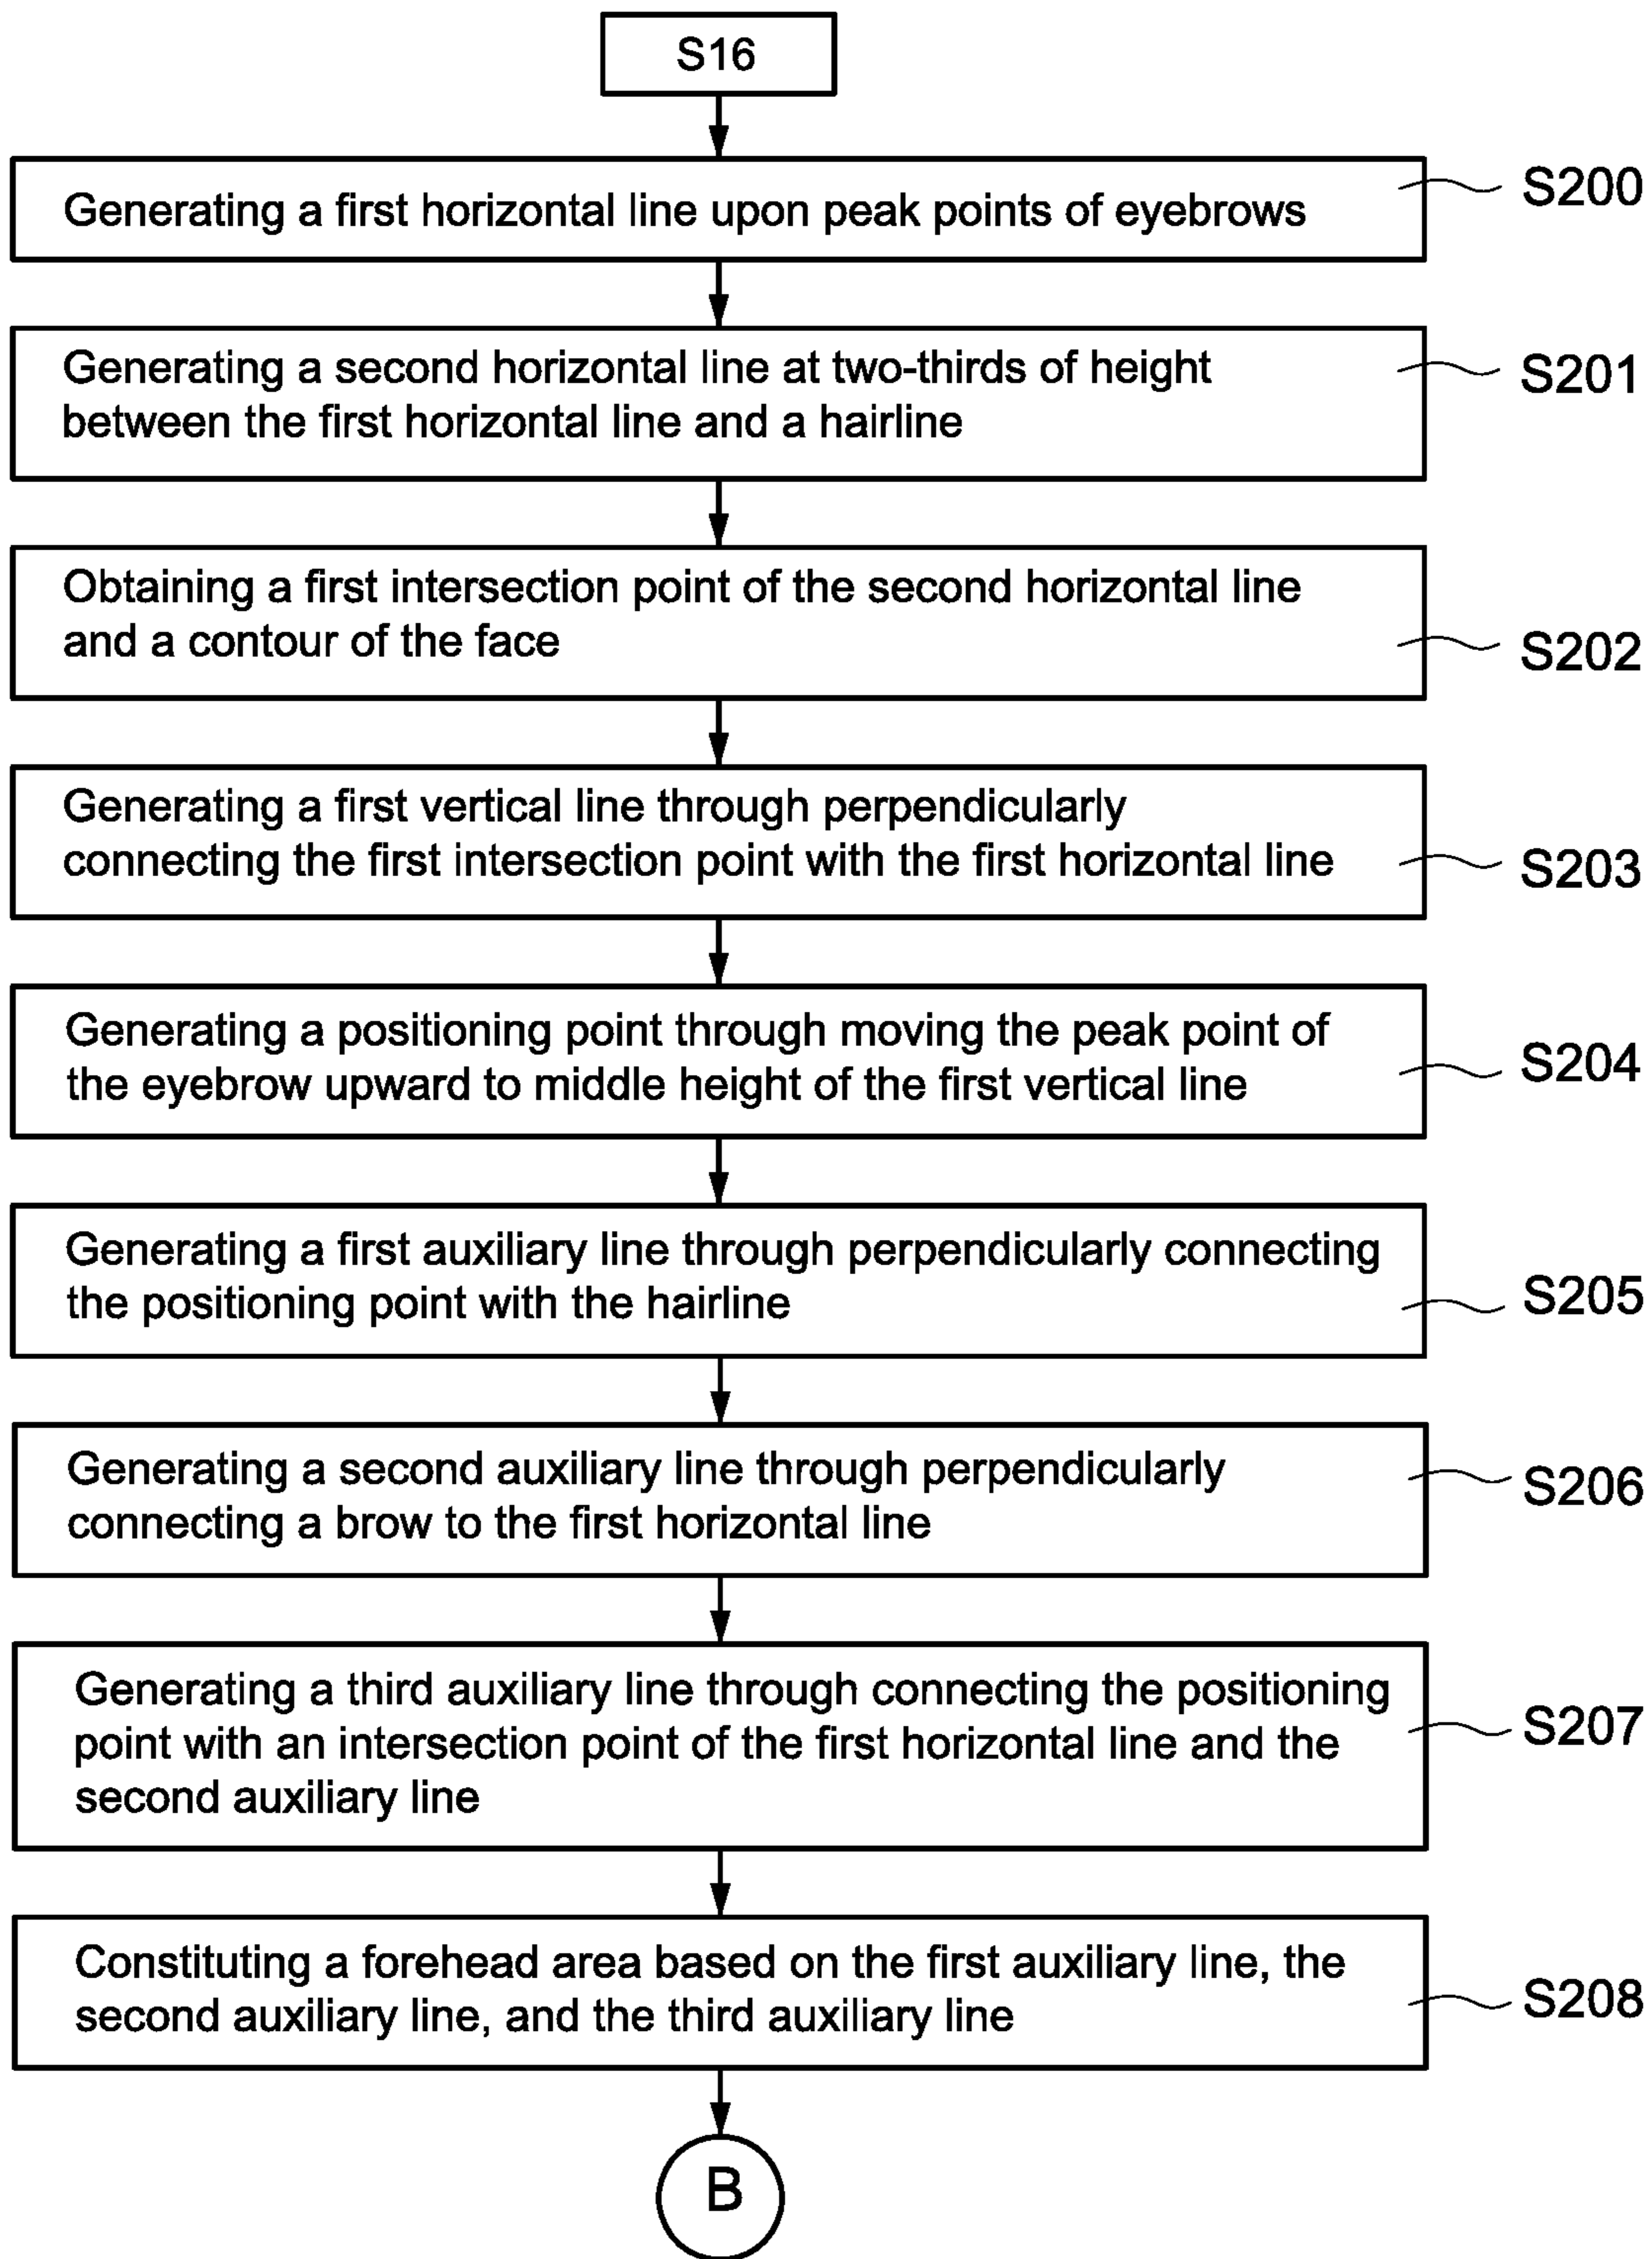 S16
Generating a first horizontal line upon peak points of eyebrows
S200
Generating a second horizontal line at two-thirds of height
between the first horizontal line and a hairline
S201
Obtaining a first intersection point of the second horizontal line
and a contour of the face
S202
Generating a first vertical line through perpendicularly
connecting the first intersection point with the first horizontal line
S203
Generating a positioning point through moving the peak point of
the eyebrow upward to middle height of the first vertical line
S204
Generating a first auxiliary line through perpendicularly connecting
the positioning point with the hairline
S205
Generating a second auxiliary line through perpendicularly
connecting a brow to the first horizontal line
S206
Generating a third auxiliary line through connecting the positioning
point with an intersection point of the first horizontal line and the
second auxiliary line
S207
Constituting a forehead area based on the first auxiliary line, the
second auxiliary line, and the third auxiliary line
S208
B